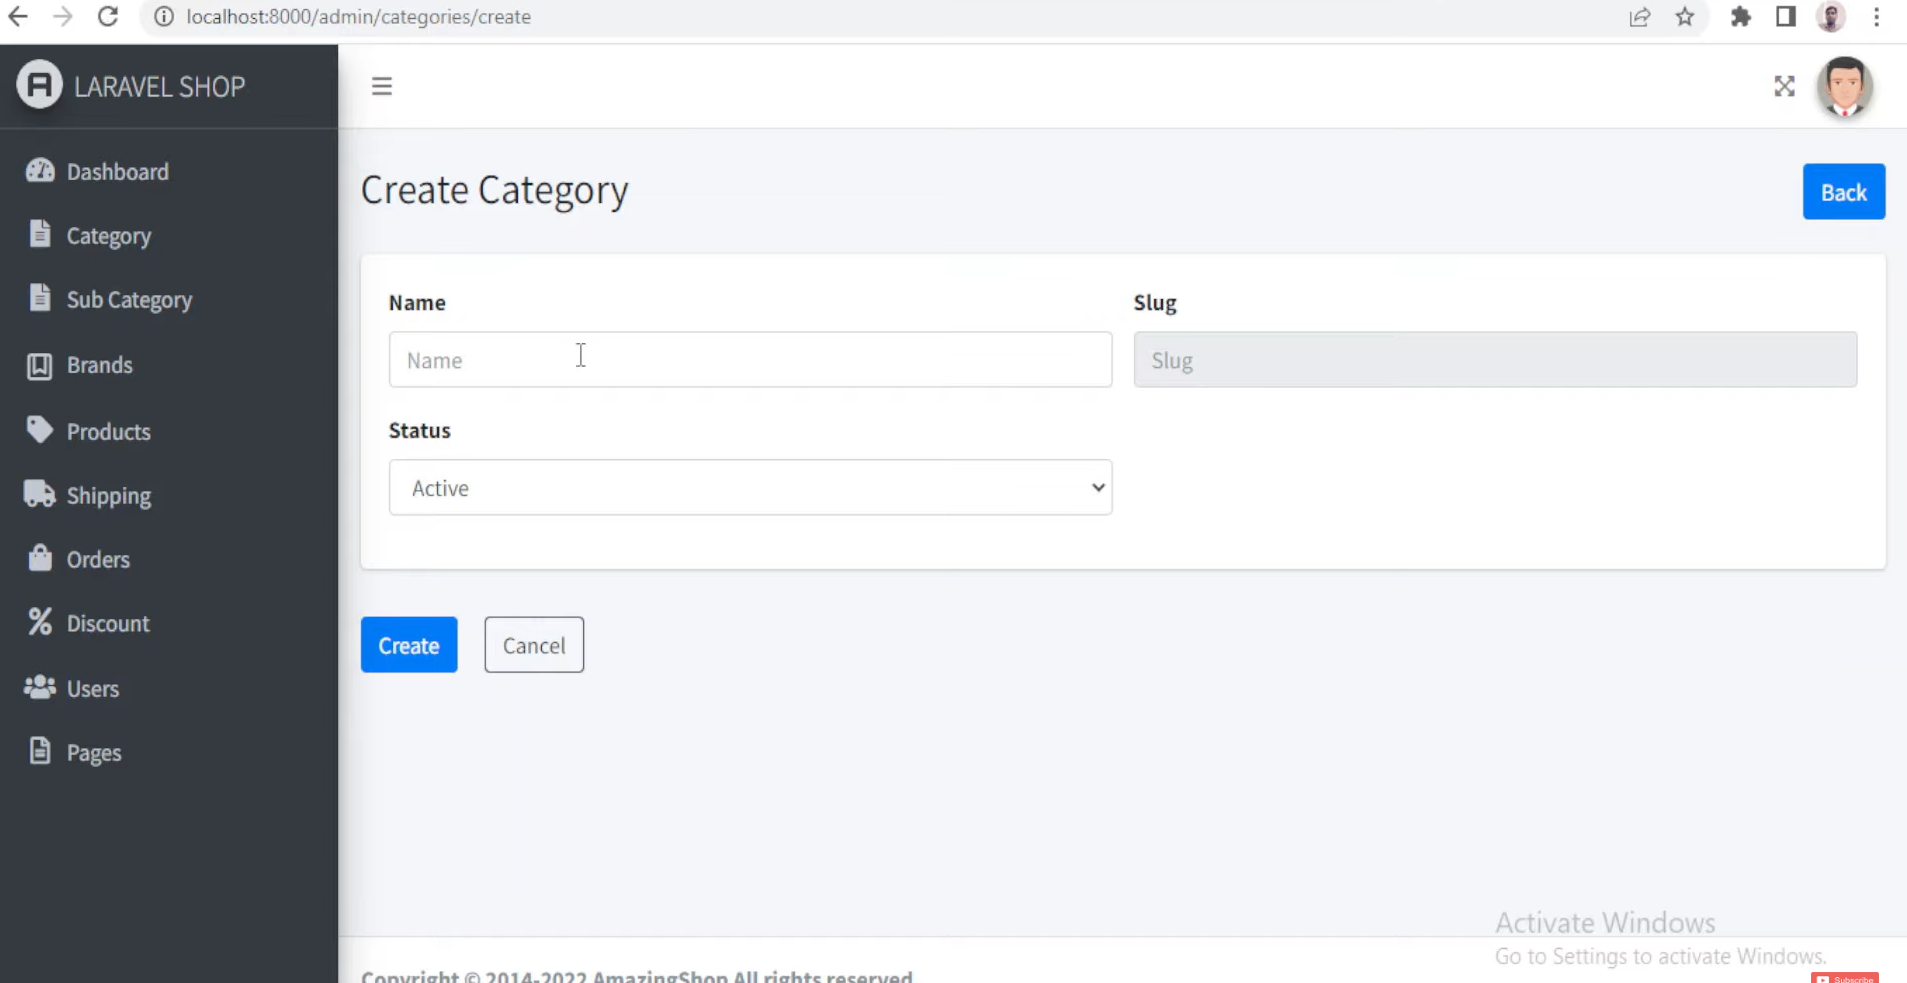 localhost:8000/admin/categories/create
LARAVEL SHOP
Dashboard
Category
Sub Category
Brands
Products
Shipping
Orders
Discount
Users
Pages
Create Category
Back
Name
Slug
Name
Slug
Status
Active
Create
Cancel
Activate Windows
Go to Settings to activate Windows.
Copyright © 2014-2022 AmazingShop All rights reserved
Subscribe